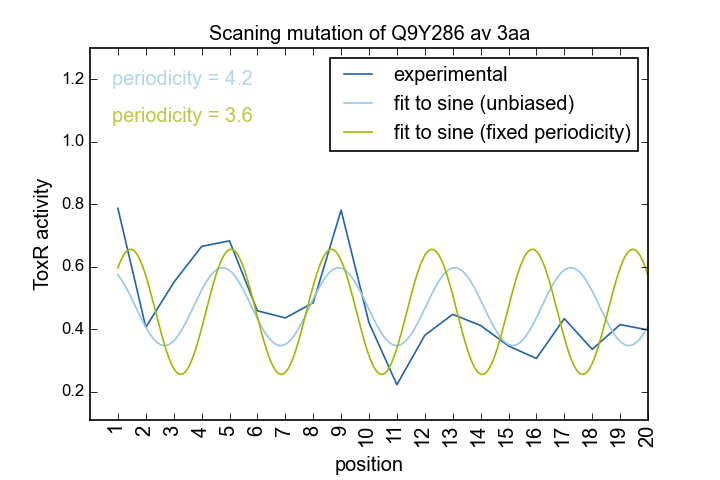 Scaning mutation of Q9Y286 av 3aa
periodicity = 4.2
periodicity = 3.6
experimental
fit to sine (unbiased)
fit to sine (fixed periodicity)
ToxR activity
1.2
1.0
0.8
0.6
0.4
0.2
1 2 3 4 5 6 7 8 9 10 11 12 13 14 15 16 17 18 19 20
position